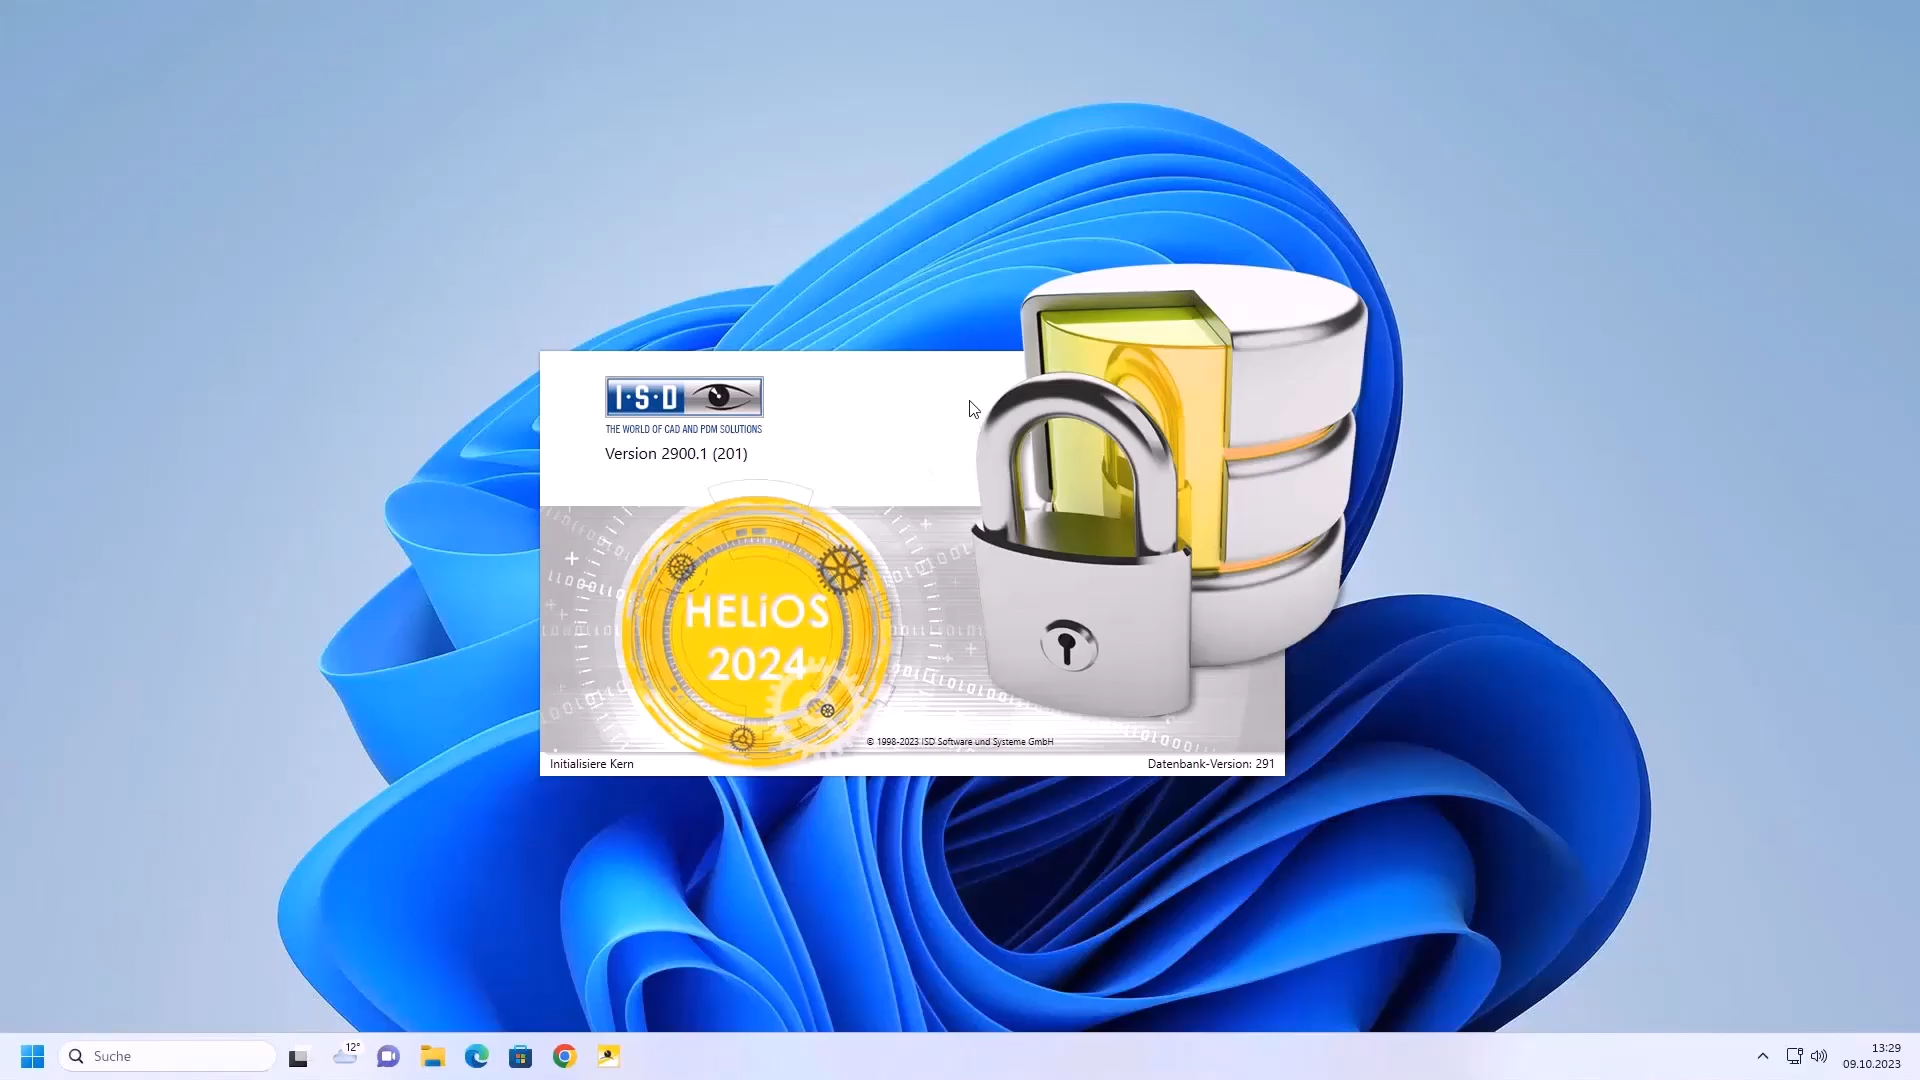 I·S·D
THE WORLD OF CAD AND PDM SOLUTIONS
Version 2900.1 (201)
HELiOS
2024
© 1998-2023 ISD Software und Systeme GmbH
Initialisiere Kern
Datenbank-Version: 291
Suche
12°
13:29
09.10.2023